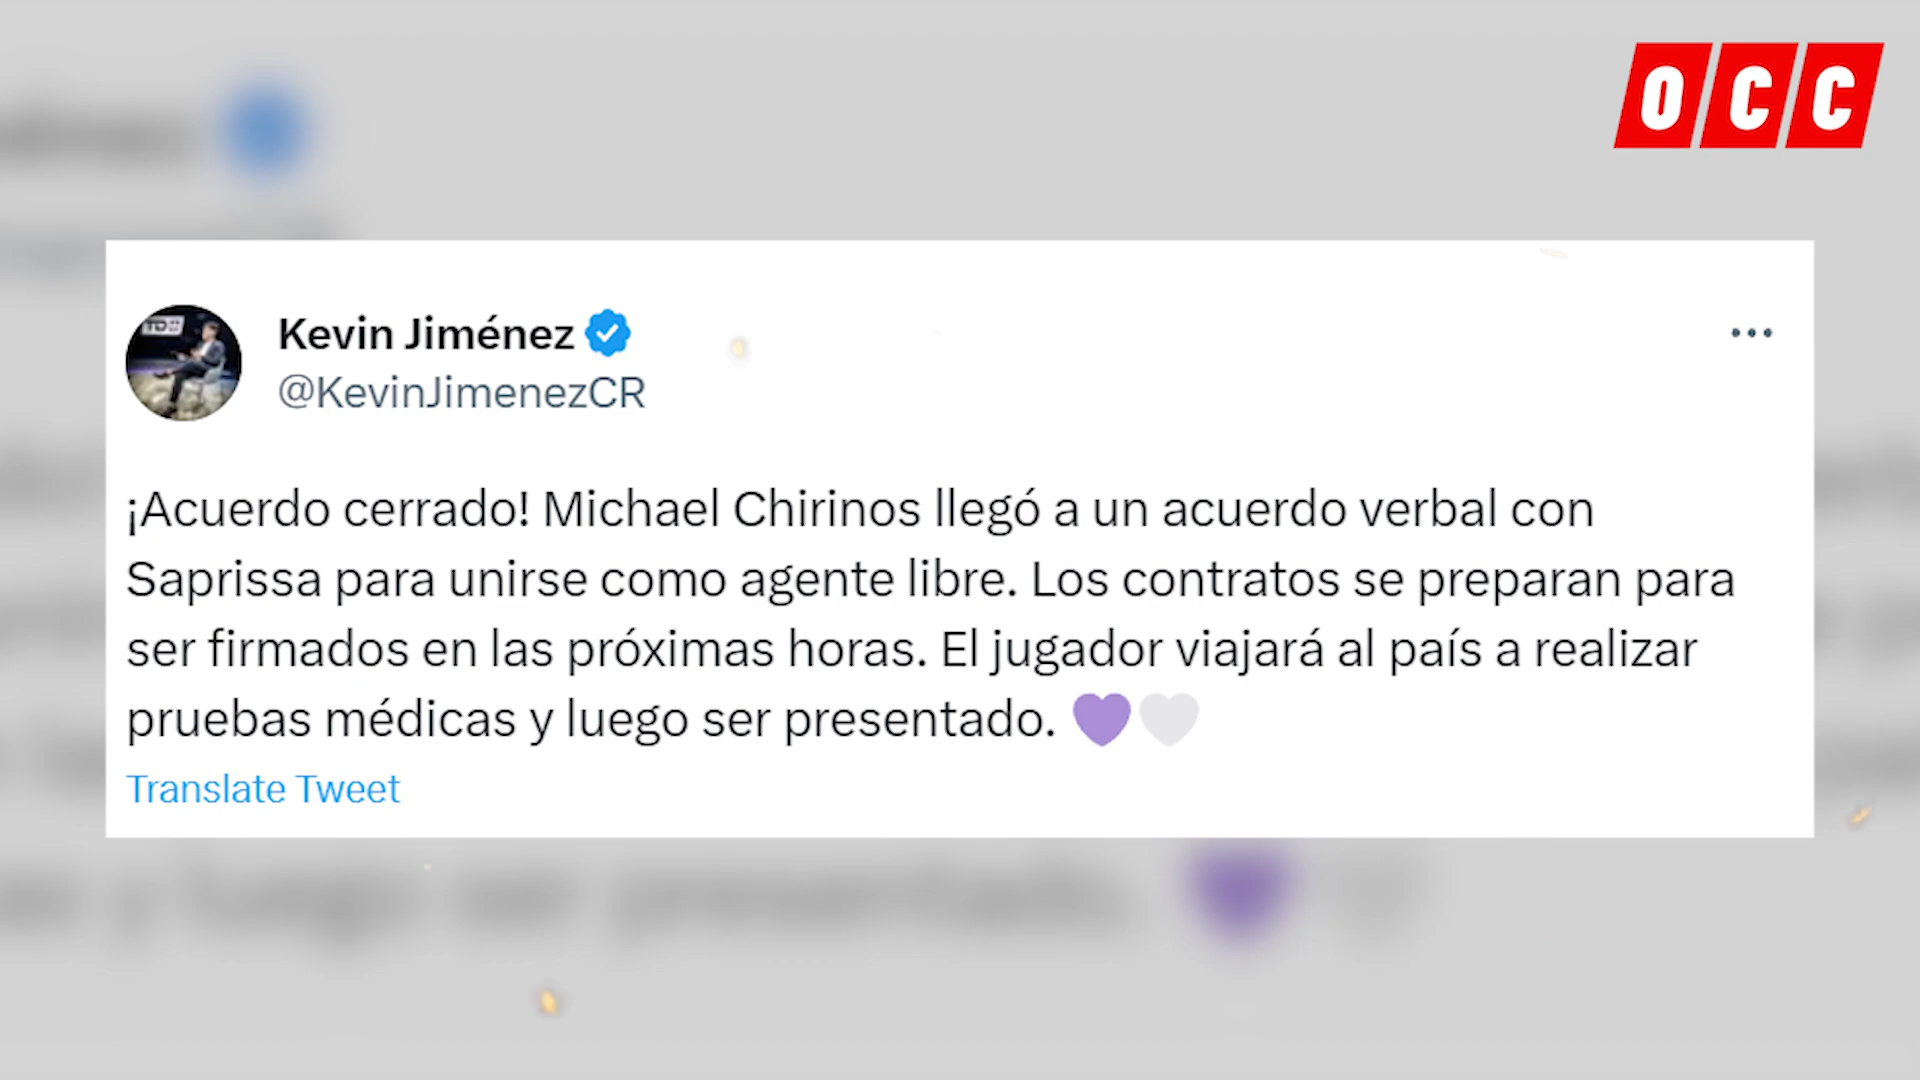 OCC
Kevin Jiménez
@KevinJimenezCR
¡Acuerdo cerrado! Michael Chirinos llegó a un acuerdo verbal con
Saprissa para unirse como agente libre. Los contratos se preparan para
ser firmados en las próximas horas. El jugador viajará al país a realizar
pruebas médicas y luego ser presentado. 💜🤍
Translate Tweet